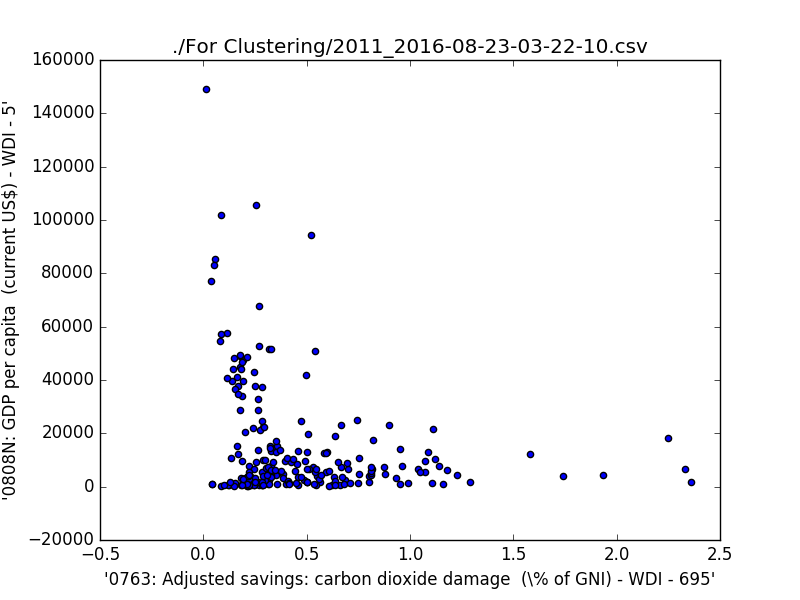 ./For Clustering/2011_2016-08-23-03-22-10.csv
160000
140000
120000
100000
80000
60000
40000
20000
0
−20000
−0.5 0.0 0.5 1.0 1.5 2.0 2.5
'0808N: GDP per capita (current US$) - WDI - 5'
'0763: Adjusted savings: carbon dioxide damage (\% of GNI) - WDI - 695'